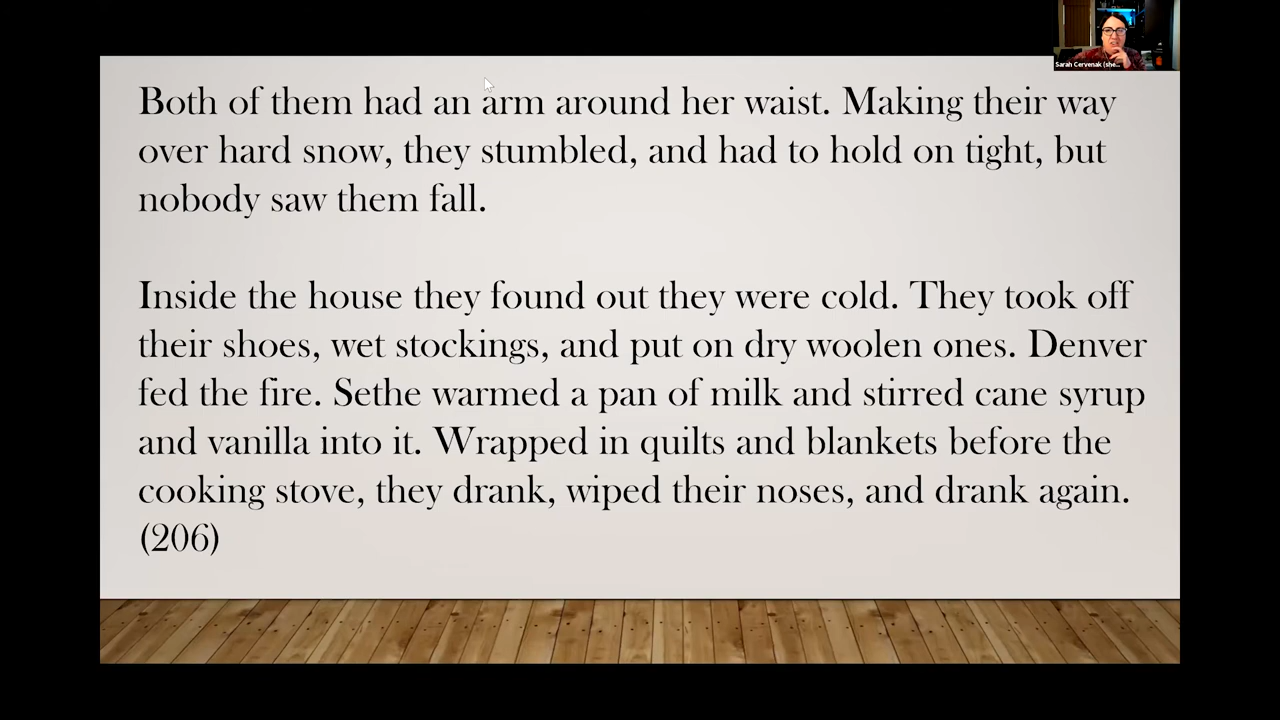 Sarah Cervenak (she...
Both of them had an arm around her waist. Making their way
over hard snow, they stumbled, and had to hold on tight, but
nobody saw them fall.
Inside the house they found out they were cold. They took off
their shoes, wet stockings, and put on dry woolen ones. Denver
fed the fire. Sethe warmed a pan of milk and stirred cane syrup
and vanilla into it. Wrapped in quilts and blankets before the
cooking stove, they drank, wiped their noses, and drank again.
(206)